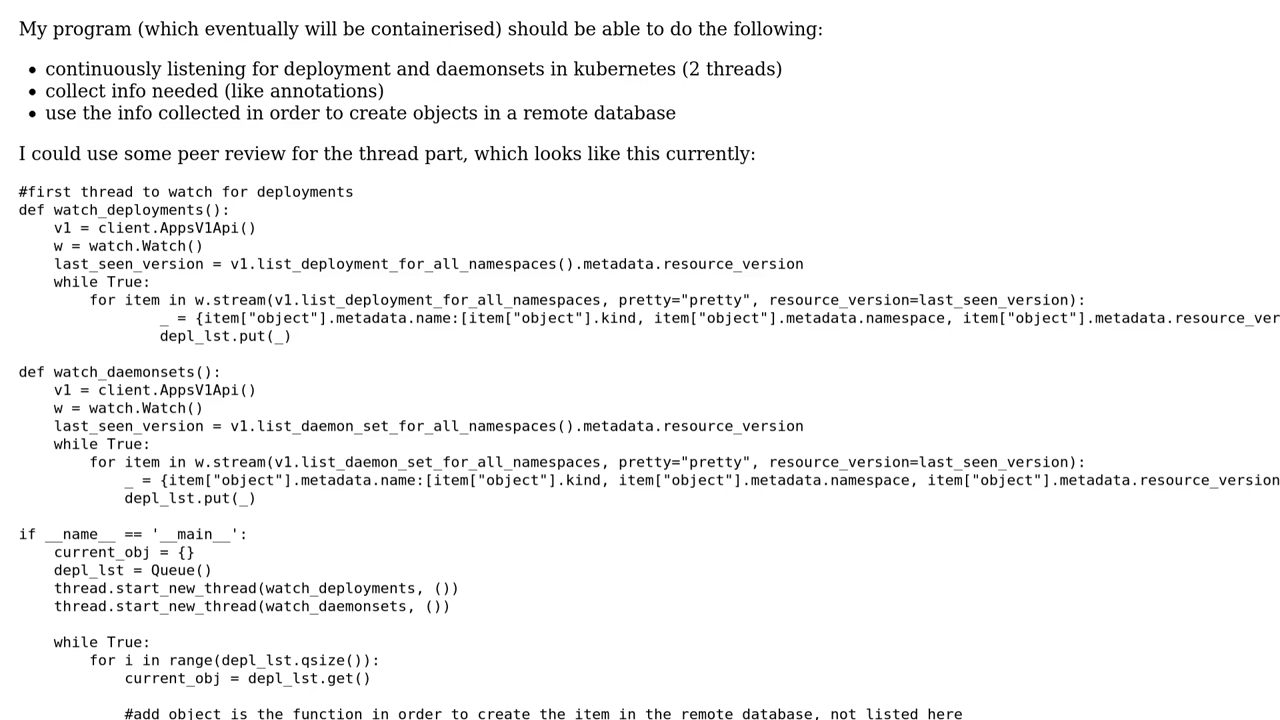 My program (which eventually will be containerised) should be able to do the following:
• continuously listening for deployment and daemonsets in kubernetes (2 threads)
• collect info needed (like annotations)
• use the info collected in order to create objects in a remote database
I could use some peer review for the thread part, which looks like this currently:
#first thread to watch for deployments
def watch_deployments():
    v1 = client.AppsV1Api()
    w = watch.Watch()
    last_seen_version = v1.list_deployment_for_all_namespaces().metadata.resource_version
    while True:
        for item in w.stream(v1.list_deployment_for_all_namespaces, pretty="pretty", resource_version=last_seen_version):
                _ = {item["object"].metadata.name:[item["object"].kind, item["object"].metadata.namespace, item["object"].metadata.resource_ver
                depl_lst.put(_)
def watch_daemonsets():
    v1 = client.AppsV1Api()
    w = watch.Watch()
    last_seen_version = v1.list_daemon_set_for_all_namespaces().metadata.resource_version
    while True:
        for item in w.stream(v1.list_daemon_set_for_all_namespaces, pretty="pretty", resource_version=last_seen_version):
            _ = {item["object"].metadata.name:[item["object"].kind, item["object"].metadata.namespace, item["object"].metadata.resource_version
            depl_lst.put(_)
if __name__ == '__main__':
    current_obj = {}
    depl_lst = Queue()
    thread.start_new_thread(watch_deployments, ())
    thread.start_new_thread(watch_daemonsets, ())
    while True:
        for i in range(depl_lst.qsize()):
            current_obj = depl_lst.get()
            #add object is the function in order to create the item in the remote database, not listed here